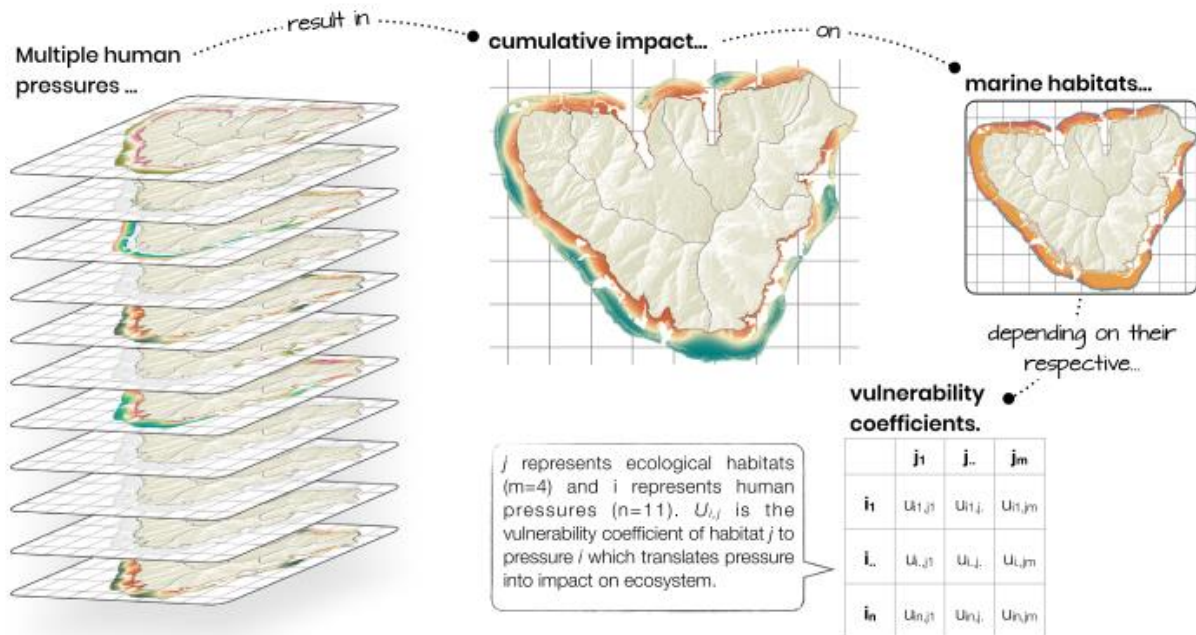 result in
Multiple human
pressures ...
cumulative impact...
on
marine habitats...
depending on their
respective...
vulnerability
coefficients.
j represents ecological habitats
(m=4) and i represents human
pressures (n=11). Ui,j is the
vulnerability coefficient of habitat j to
pressure i which translates pressure
into impact on ecosystem.
j1 j.. jm
i1 ui1,j1 ui1,j. ui1,jm
i.. ui..,j1 ui.,j. ui.,jm
in uin,j1 uin,j. uin,jm